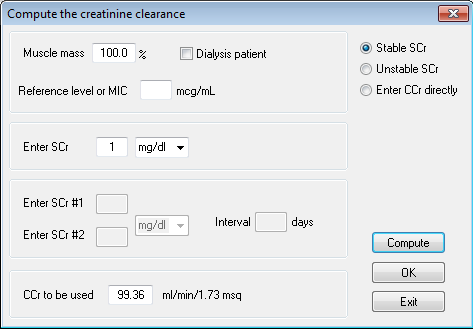 Compute the creatinine clearance
Muscle mass 100.0 % Dialysis patient
Reference level or MIC mcg/mL
Stable SCr
Unstable SCr
Enter CCr directly
Enter SCr 1 mg/dl
Enter SCr #1
Enter SCr #2
mg/dl
Interval days
CCr to be used 99.36 ml/min/1.73 msq
Compute
OK
Exit